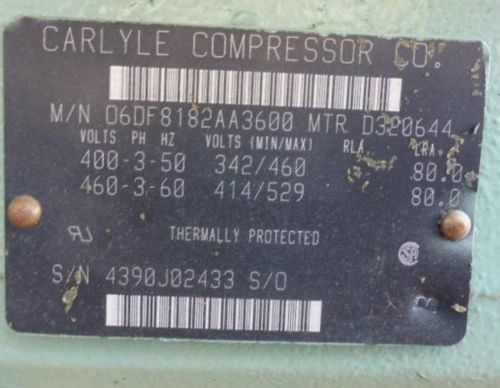 CARLYLE COMPRESSOR CO.
M/N 06DF8182AA3600 MTR D320644
VOLTS PH HZ VOLTS (MIN/MAX) RLA LRA
400-3-50 342/460 80.0
460-3-60 414/529 80.0
THERMALLY PROTECTED
S/N 4390J02433 S/O